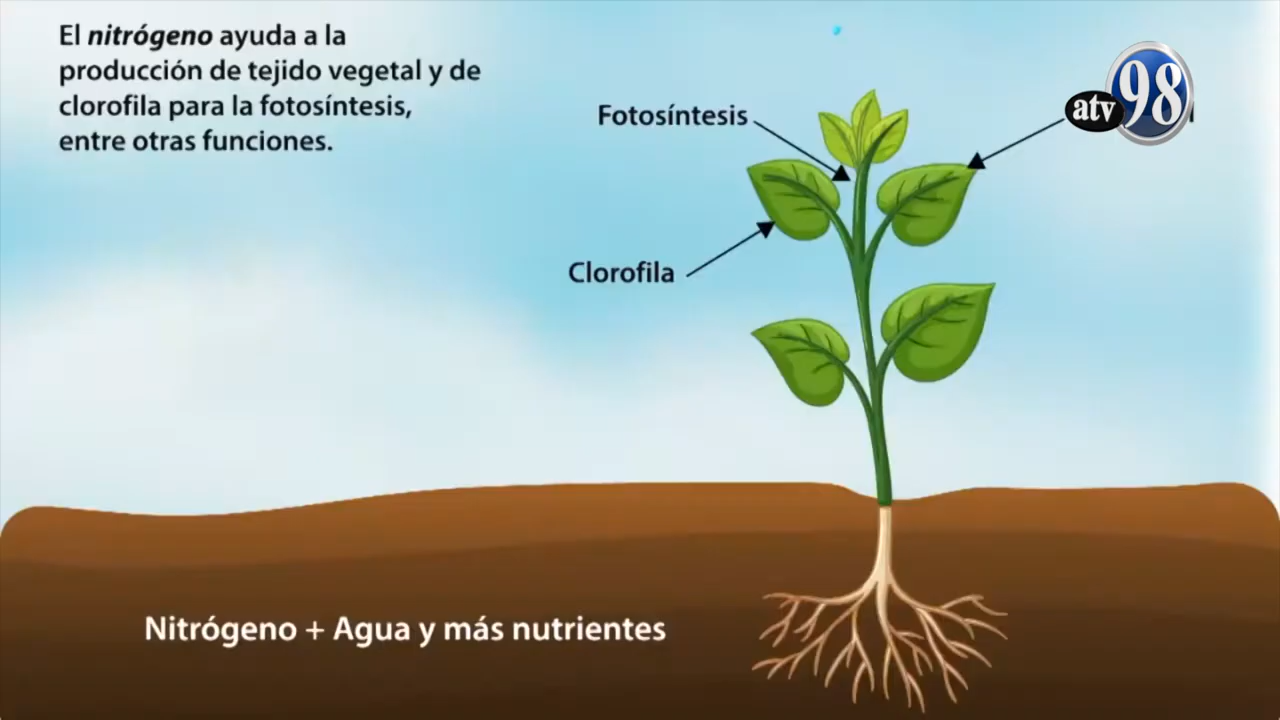 El nitrógeno ayuda a la
producción de tejido vegetal y de
clorofila para la fotosíntesis,
entre otras funciones.
Fotosíntesis
atv 98
Clorofila
Nitrógeno + Agua y más nutrientes